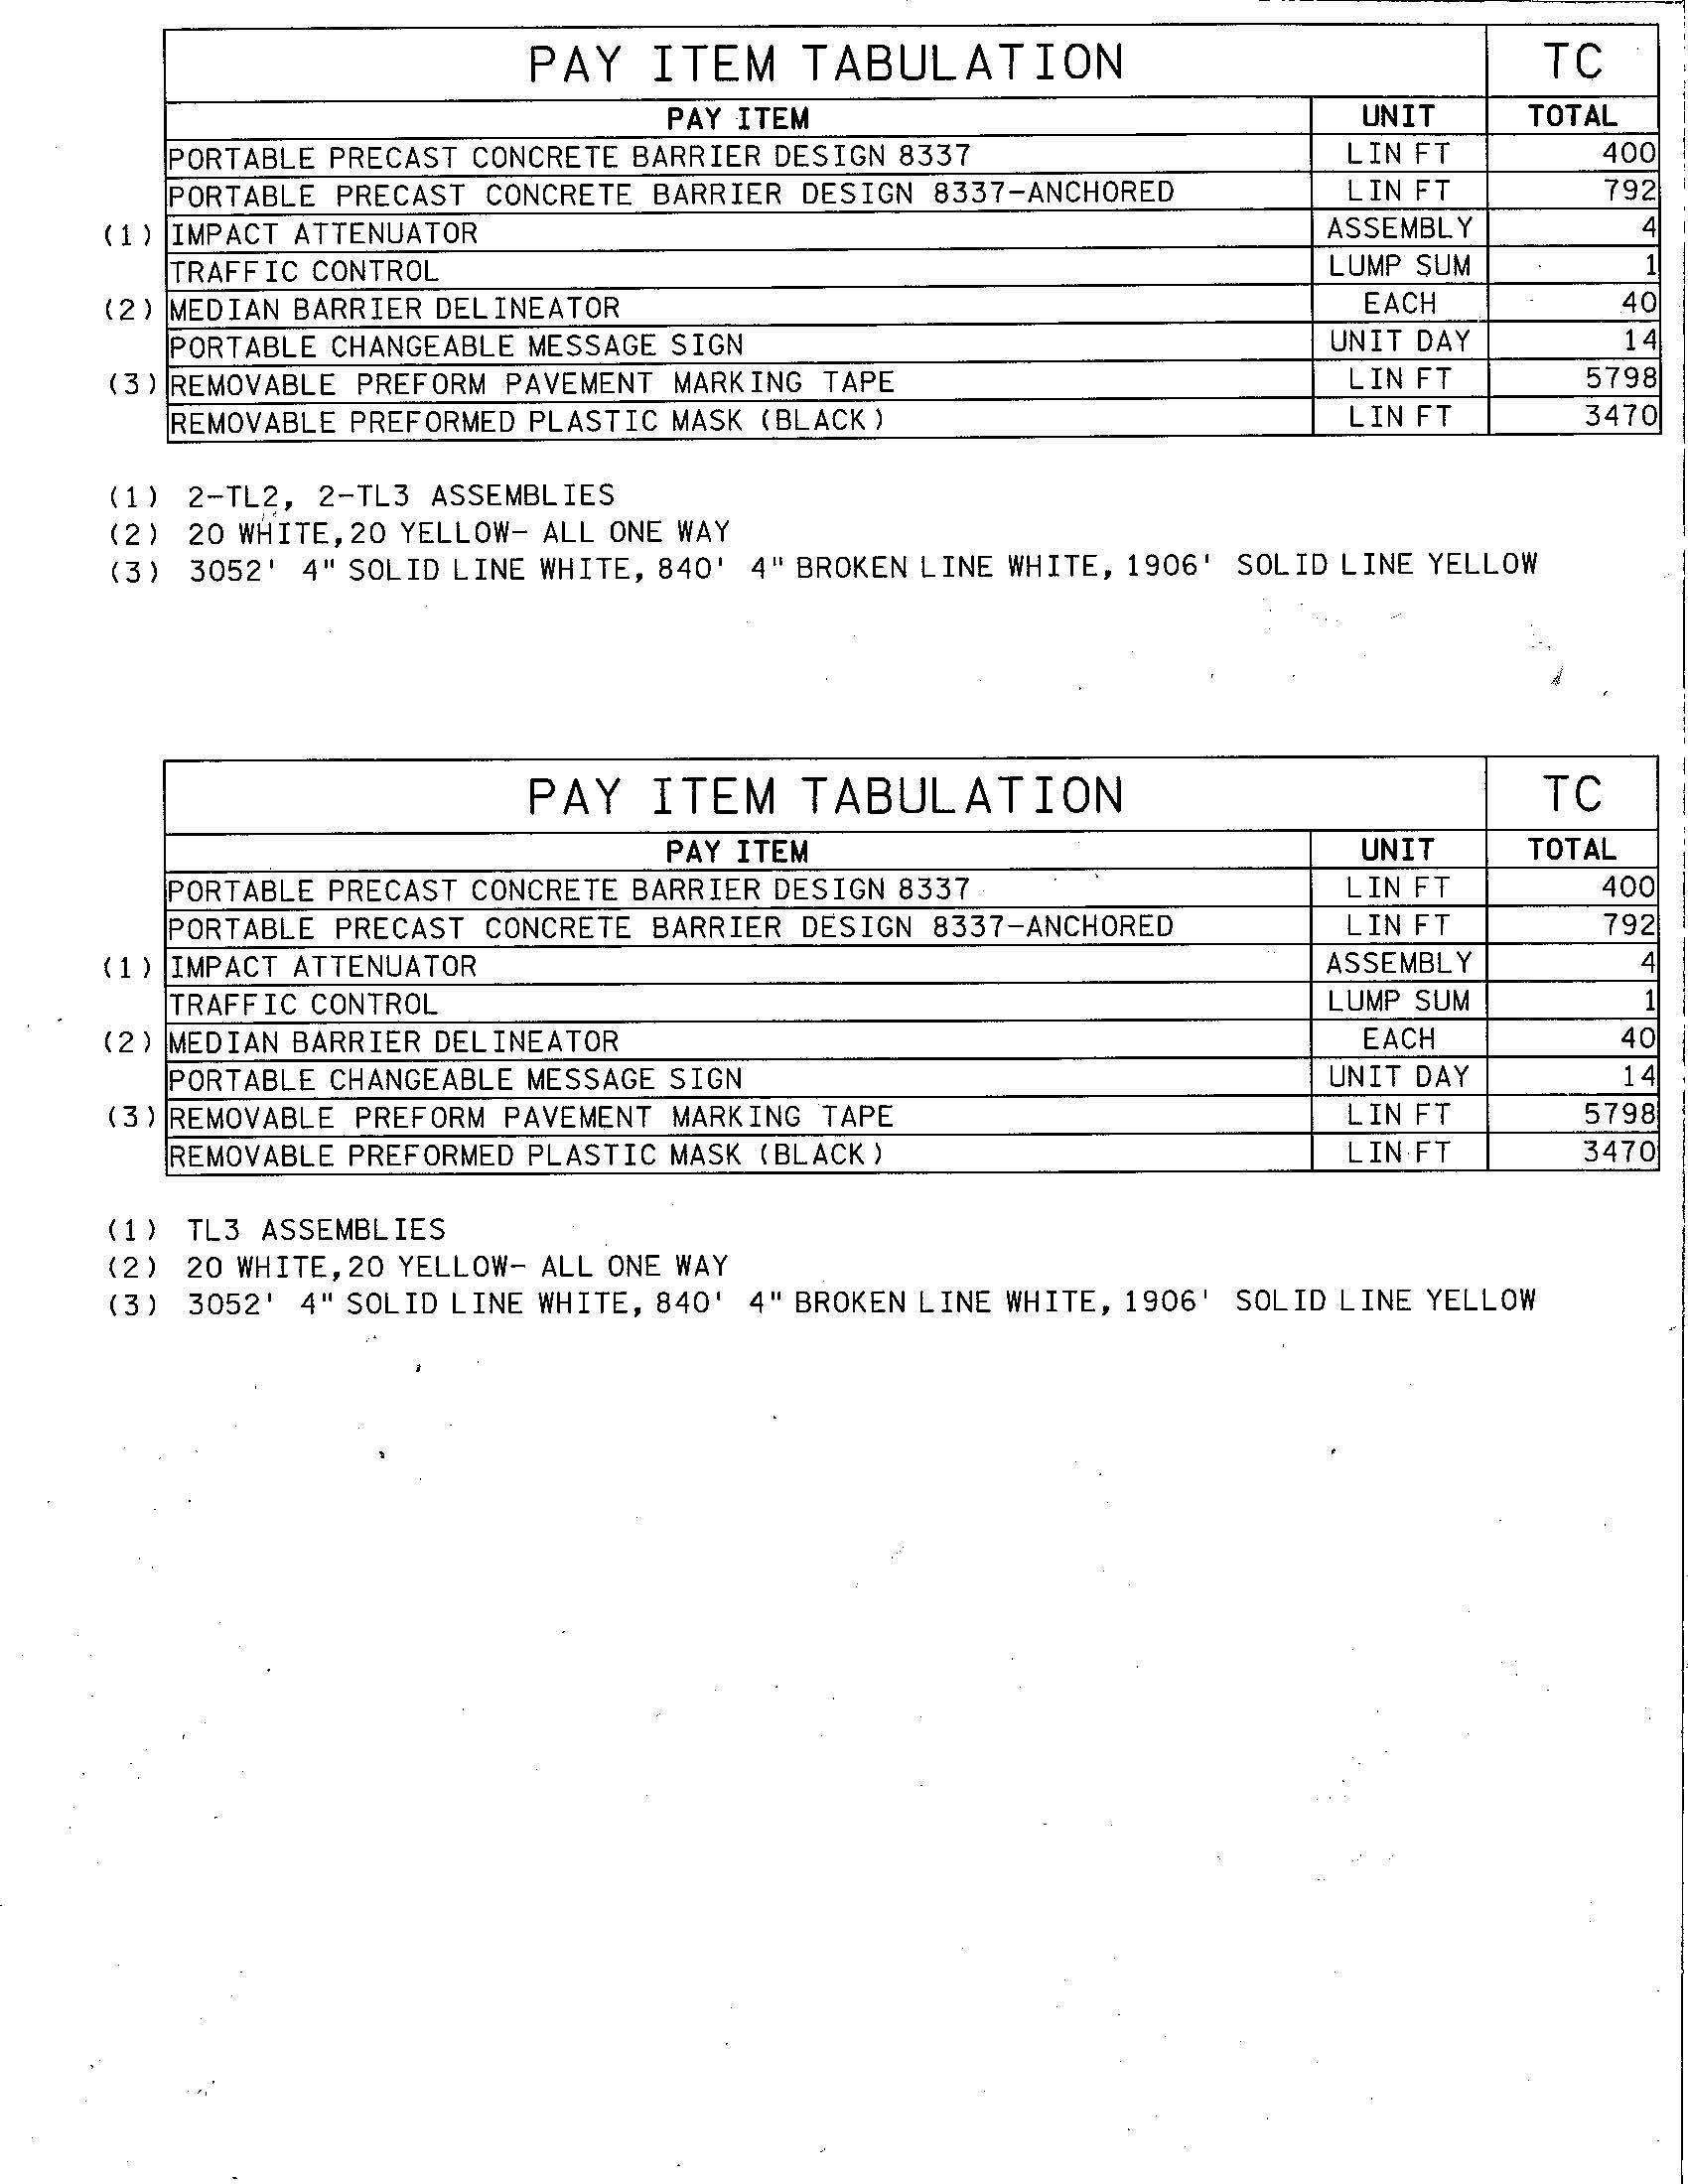 PAY ITEM TABULATION TC
PAY ITEM UNIT TOTAL
PORTABLE PRECAST CONCRETE BARRIER DESIGN 8337 LIN FT 400
PORTABLE PRECAST CONCRETE BARRIER DESIGN 8337-ANCHORED LIN FT 792
(1) IMPACT ATTENUATOR ASSEMBLY 4
TRAFFIC CONTROL LUMP SUM 1
(2) MEDIAN BARRIER DELINEATOR EACH 40
PORTABLE CHANGEABLE MESSAGE SIGN UNIT DAY 14
(3) REMOVABLE PREFORM PAVEMENT MARKING TAPE LIN FT 5798
REMOVABLE PREFORMED PLASTIC MASK (BLACK) LIN FT 3470
(1) 2-TL2, 2-TL3 ASSEMBLIES
(2) 20 WHITE,20 YELLOW- ALL ONE WAY
(3) 3052' 4" SOLID LINE WHITE, 840' 4" BROKEN LINE WHITE, 1906' SOLID LINE YELLOW
PAY ITEM TABULATION TC
PAY ITEM UNIT TOTAL
PORTABLE PRECAST CONCRETE BARRIER DESIGN 8337 LIN FT 400
PORTABLE PRECAST CONCRETE BARRIER DESIGN 8337-ANCHORED LIN FT 792
(1) IMPACT ATTENUATOR ASSEMBLY 4
TRAFFIC CONTROL LUMP SUM 1
(2) MEDIAN BARRIER DELINEATOR EACH 40
PORTABLE CHANGEABLE MESSAGE SIGN UNIT DAY 14
(3) REMOVABLE PREFORM PAVEMENT MARKING TAPE LIN FT 5798
REMOVABLE PREFORMED PLASTIC MASK (BLACK) LIN FT 3470
(1) TL3 ASSEMBLIES
(2) 20 WHITE,20 YELLOW- ALL ONE WAY
(3) 3052' 4" SOLID LINE WHITE, 840' 4" BROKEN LINE WHITE, 1906' SOLID LINE YELLOW